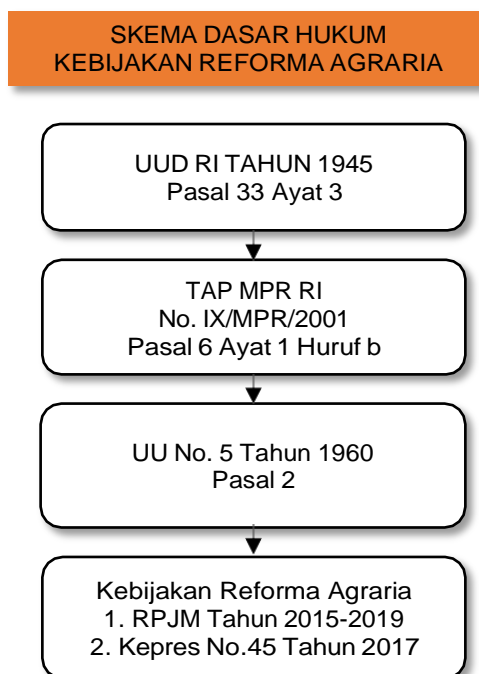 SKEMA DASAR HUKUM
KEBIJAKAN REFORMA AGRARIA
UUD RI TAHUN 1945
Pasal 33 Ayat 3
TAP MPR RI
No. IX/MPR/2001
Pasal 6 Ayat 1 Huruf b
UU No. 5 Tahun 1960
Pasal 2
Kebijakan Reforma Agraria
1. RPJM Tahun 2015-2019
2. Kepres No.45 Tahun 2017